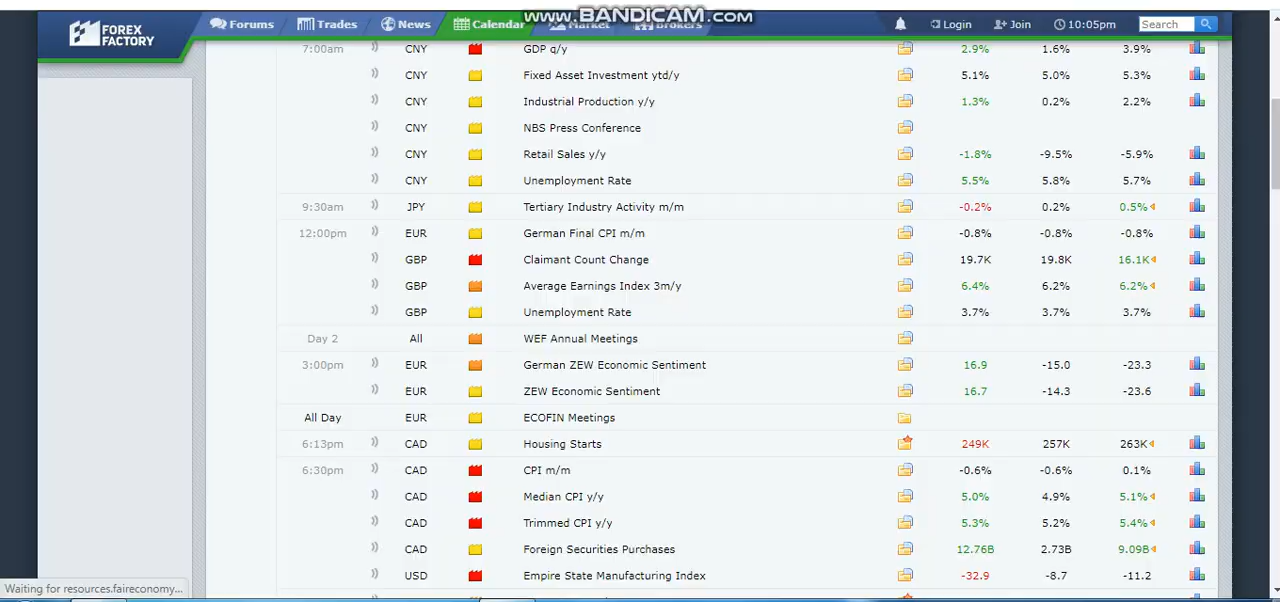 www.BANDICAM.com
FOREX FACTORY Forums Trades News Calendar Market Brokers Login Join 10:05pm Search
7:00am CNY GDP q/y 2.9% 1.6% 3.9%
CNY Fixed Asset Investment ytd/y 5.1% 5.0% 5.3%
CNY Industrial Production y/y 1.3% 0.2% 2.2%
CNY NBS Press Conference
CNY Retail Sales y/y -1.8% -9.5% -5.9%
CNY Unemployment Rate 5.5% 5.8% 5.7%
9:30am JPY Tertiary Industry Activity m/m -0.2% 0.2% 0.5%
12:00pm EUR German Final CPI m/m -0.8% -0.8% -0.8%
GBP Claimant Count Change 19.7K 19.8K 16.1K
GBP Average Earnings Index 3m/y 6.4% 6.2% 6.2%
GBP Unemployment Rate 3.7% 3.7% 3.7%
Day 2 All WEF Annual Meetings
3:00pm EUR German ZEW Economic Sentiment 16.9 -15.0 -23.3
EUR ZEW Economic Sentiment 16.7 -14.3 -23.6
All Day EUR ECOFIN Meetings
6:13pm CAD Housing Starts 249K 257K 263K
6:30pm CAD CPI m/m -0.6% -0.6% 0.1%
CAD Median CPI y/y 5.0% 4.9% 5.1%
CAD Trimmed CPI y/y 5.3% 5.2% 5.4%
CAD Foreign Securities Purchases 12.76B 2.73B 9.09B
USD Empire State Manufacturing Index -32.9 -8.7 -11.2
Waiting for resources.faireconomy...